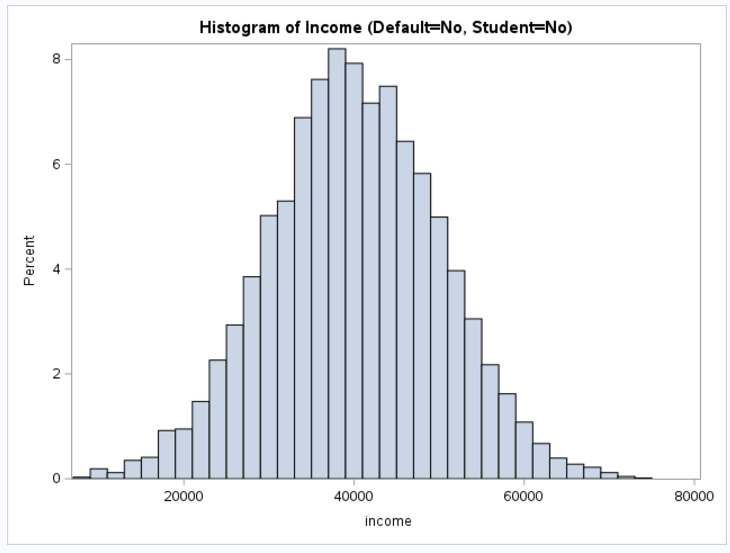 Histogram of Income (Default=No, Student=No)
8
6
4
2
0
Percent
20000 40000 60000 80000
income